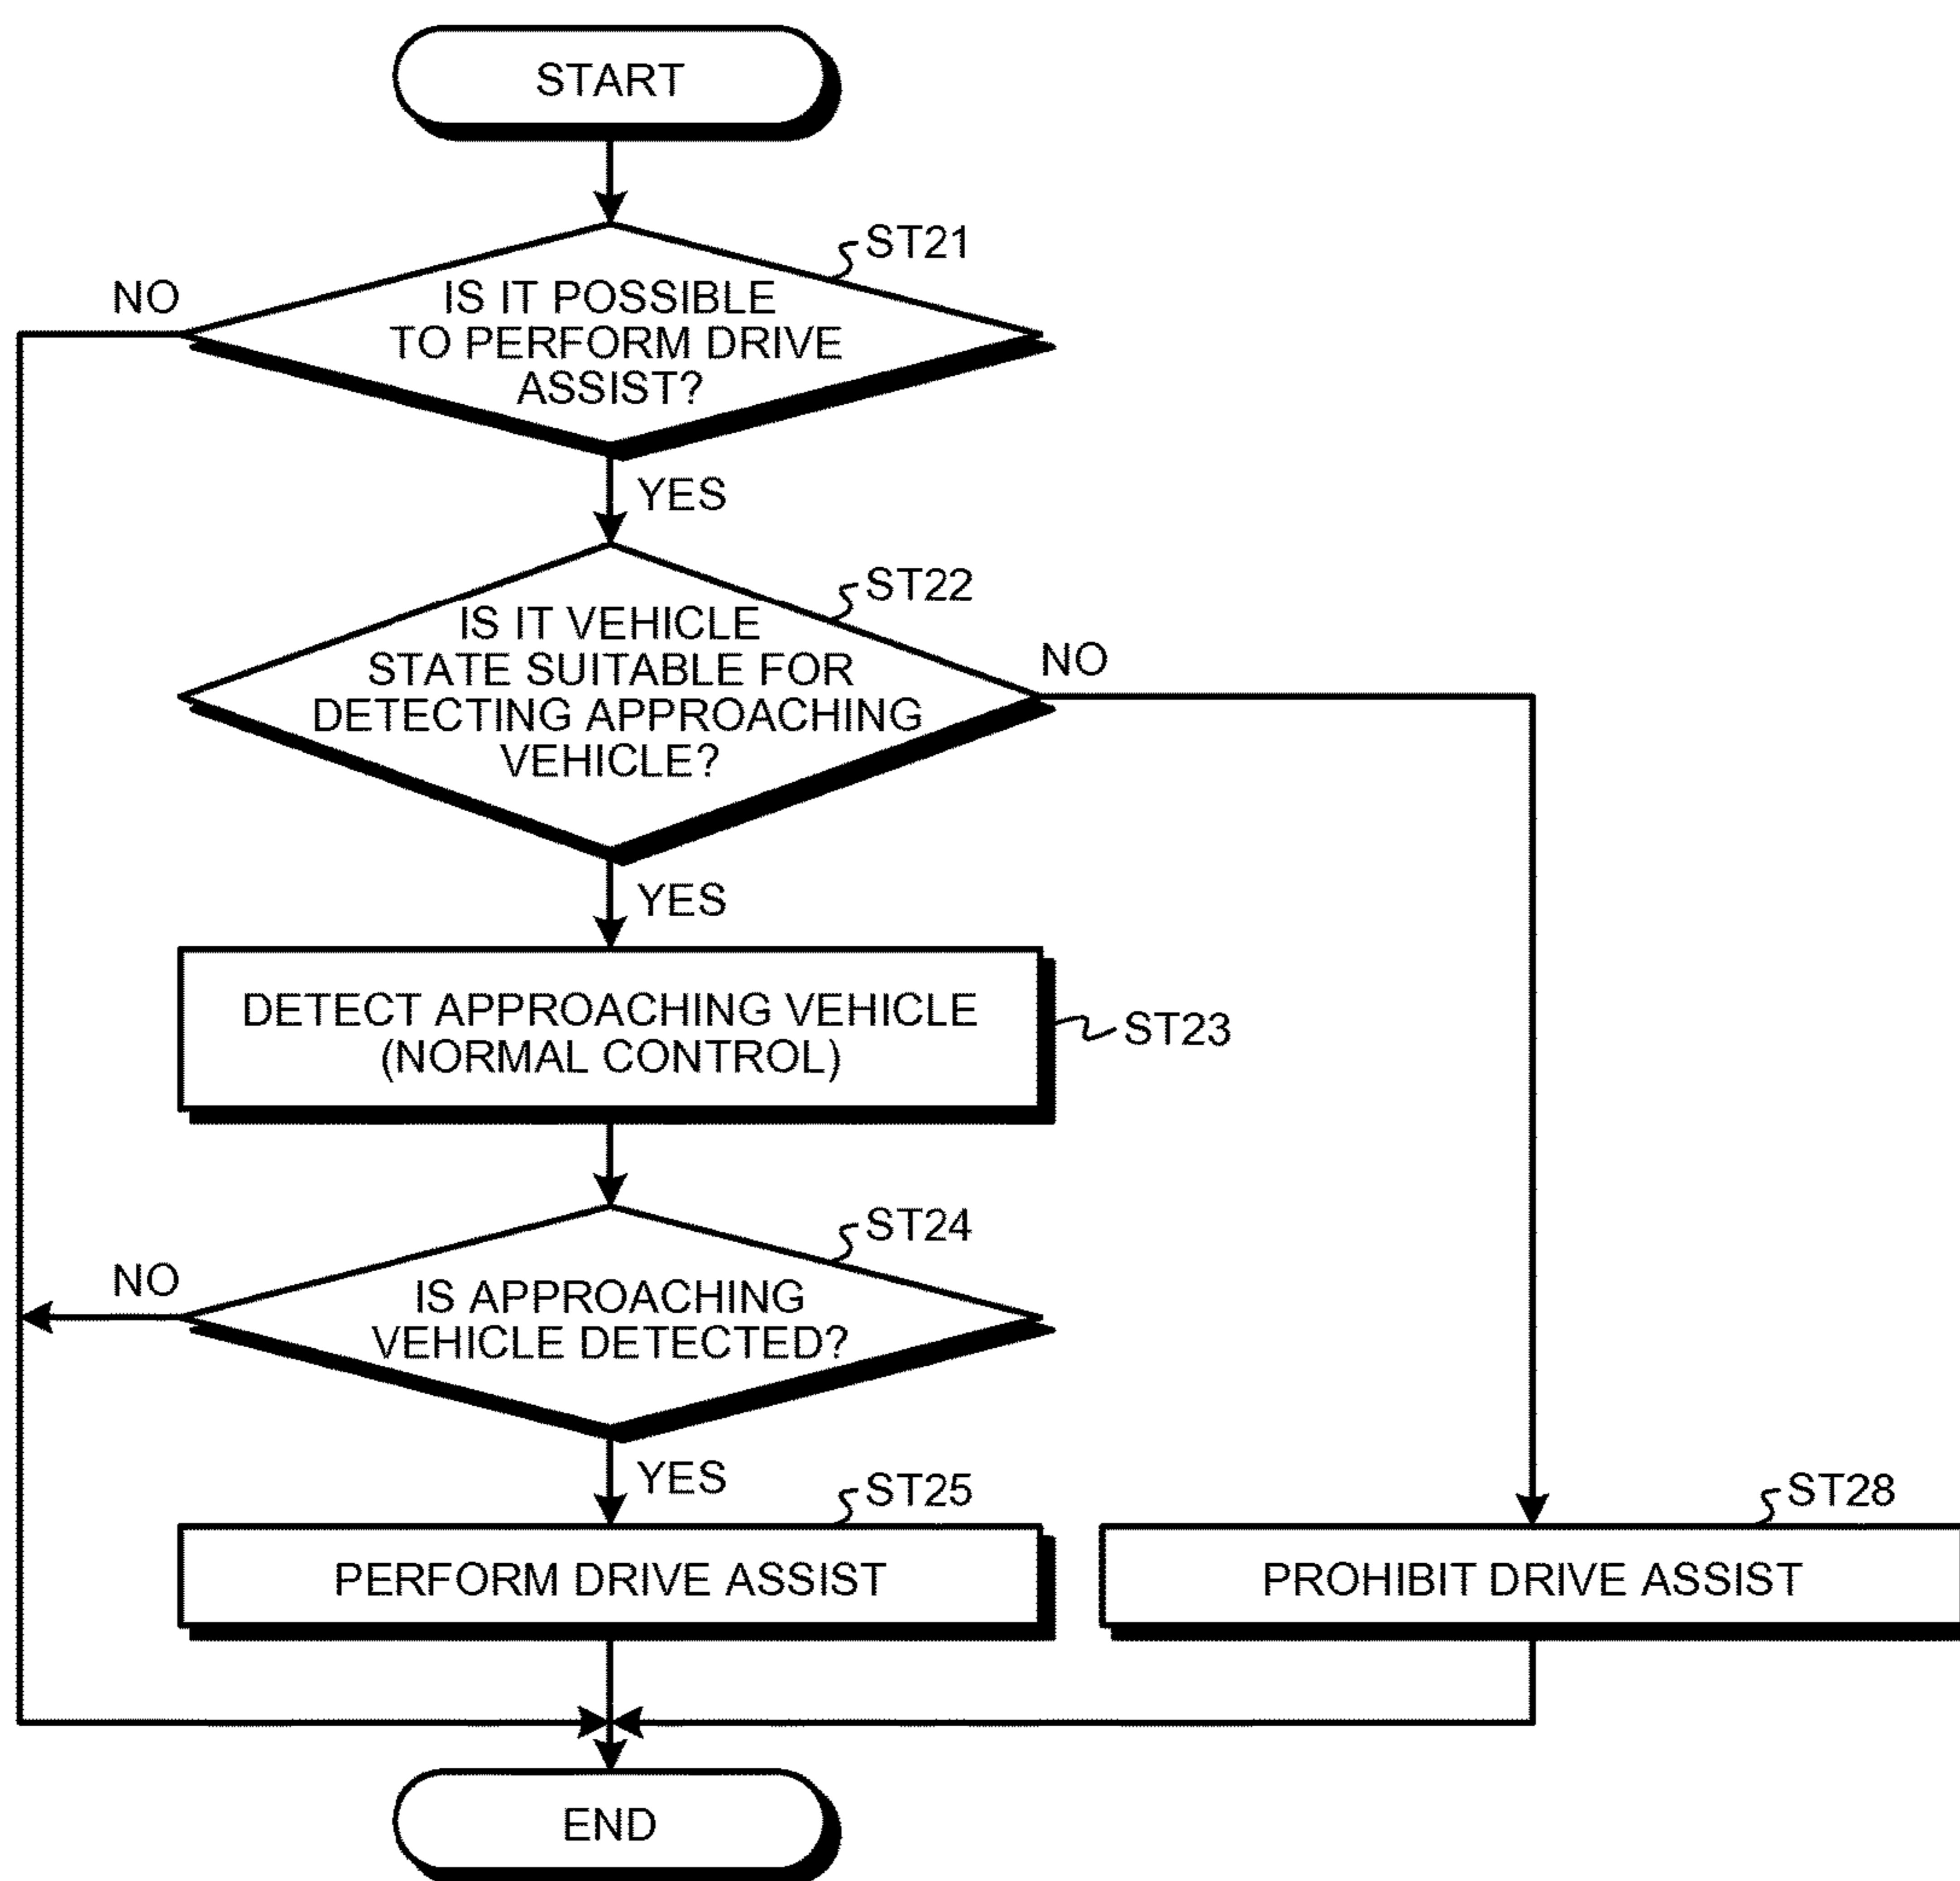 START
ST21
NO
IS IT POSSIBLE
TO PERFORM DRIVE
ASSIST?
YES
ST22
IS IT VEHICLE
STATE SUITABLE FOR
DETECTING APPROACHING
VEHICLE?
NO
YES
DETECT APPROACHING VEHICLE
(NORMAL CONTROL)
ST23
ST24
NO
IS APPROACHING
VEHICLE DETECTED?
YES
ST25
ST28
PERFORM DRIVE ASSIST
PROHIBIT DRIVE ASSIST
END